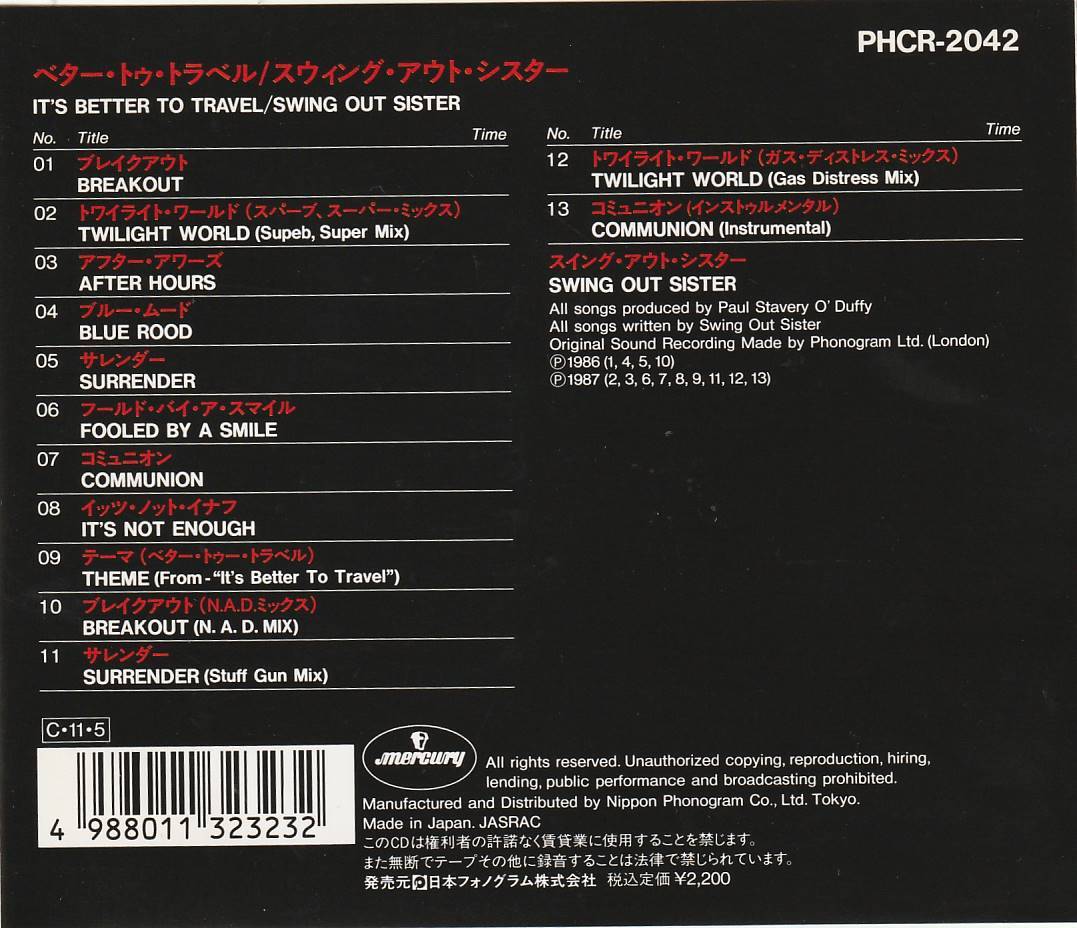 PHCR-2042
ベター・トゥ・トラベル/スウィング・アウト・シスター
IT'S BETTER TO TRAVEL/SWING OUT SISTER
No. Title Time
01 ブレイクアウト
BREAKOUT
02 トワイライト・ワールド（スパーブ、スーパー・ミックス）
TWILIGHT WORLD (Supeb, Super Mix)
03 アフター・アワーズ
AFTER HOURS
04 ブルー・ムード
BLUE ROOD
05 サレンダー
SURRENDER
06 フールド・バイ・ア・スマイル
FOOLED BY A SMILE
07 コミュニオン
COMMUNION
08 イッツ・ノット・イナフ
IT'S NOT ENOUGH
09 テーマ（ベター・トゥー・トラベル）
THEME (From-“It's Better To Travel”)
10 ブレイクアウト（N.A.D.ミックス）
BREAKOUT (N. A. D. MIX)
11 サレンダー
SURRENDER (Stuff Gun Mix)
No. Title Time
12 トワイライト・ワールド（ガス・ディストレス・ミックス）
TWILIGHT WORLD (Gas Distress Mix)
13 コミュニオン（インストゥルメンタル）
COMMUNION (Instrumental)
スイング・アウト・シスター
SWING OUT SISTER
All songs produced by Paul Stavery O' Duffy
All songs written by Swing Out Sister
Original Sound Recording Made by Phonogram Ltd. (London)
Ⓟ1986 (1, 4, 5, 10)
Ⓟ1987 (2, 3, 6, 7, 8, 9, 11, 12, 13)
C・11・5
4 988011 323232
mercury
All rights reserved. Unauthorized copying, reproduction, hiring,
lending, public performance and broadcasting prohibited.
Manufactured and Distributed by Nippon Phonogram Co., Ltd. Tokyo.
Made in Japan. JASRAC
このCDは権利者の許諾なく賃貸業に使用することを禁じます。
また無断でテープその他に録音することは法律で禁じられています。
発売元 日本フォノグラム株式会社 税込定価¥2,200